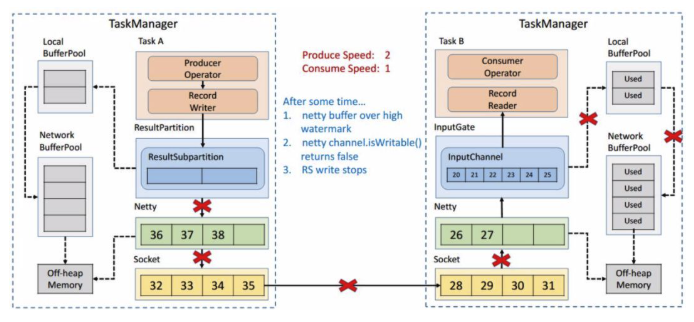 TaskManager
Local
BufferPool
Task A
Producer
Operator
Record
Writer
ResultPartition
ResultSubpartition
Network
BufferPool
Netty
36 37 38
Off-heap
Memory
Socket
32 33 34 35
Produce Speed: 2
Consume Speed: 1
After some time...
1. netty buffer over high
watermark
2. netty channel.isWritable()
returns false
3. RS write stops
TaskManager
Task B
Consumer
Operator
Record
Reader
InputGate
InputChannel
20 21 22 23 24 25
Netty
26 27
Socket
28 29 30 31
Local
BufferPool
Used
Used
Network
BufferPool
Used
Used
Used
Used
Off-heap
Memory